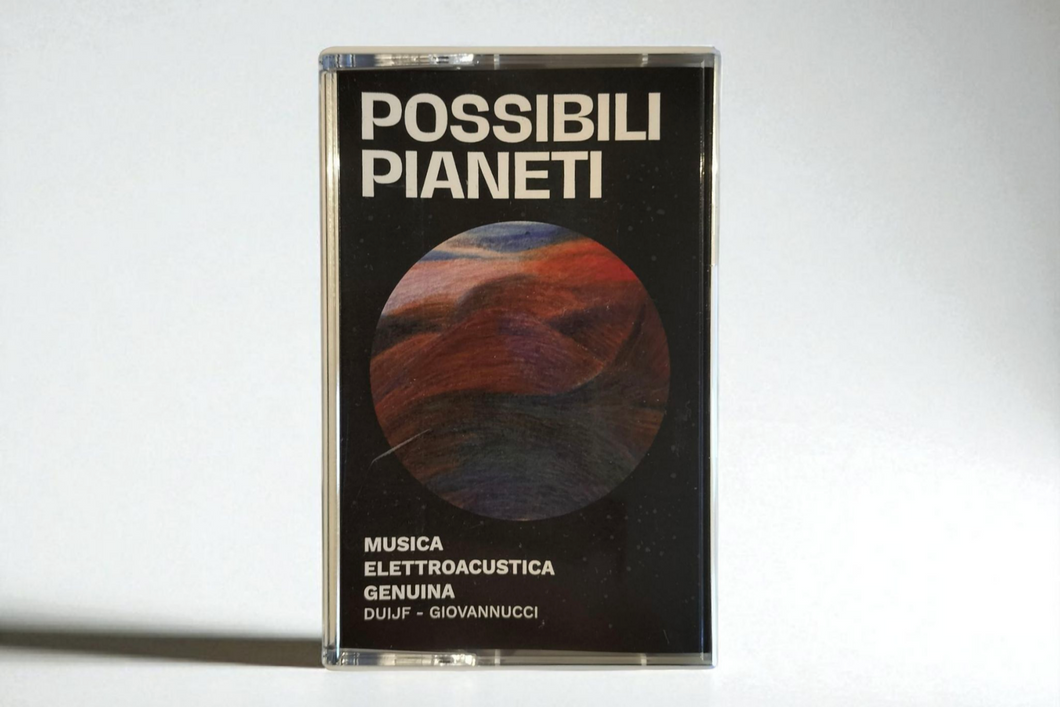 POSSIBILI
PIANETI
MUSICA
ELETTROACUSTICA
GENUINA
DUIJF - GIOVANNUCCI